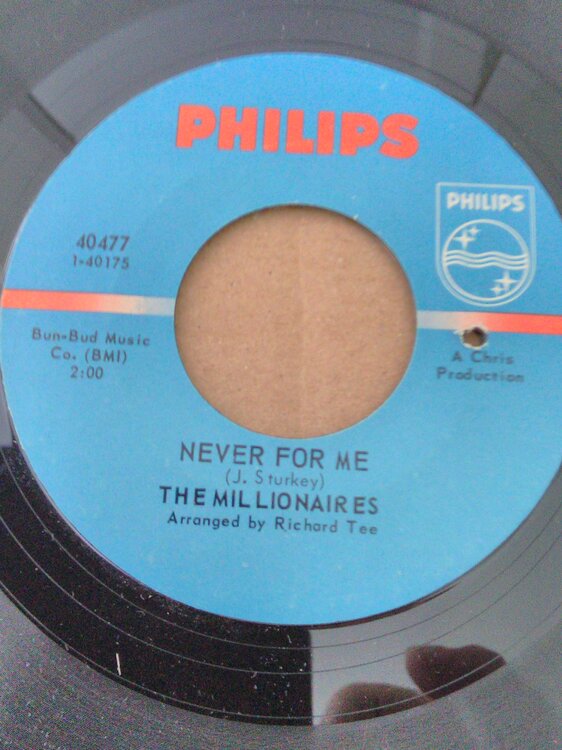 PHILIPS
PHILIPS
40477
1-40175
Bun-Bud Music
Co. (BMI)
2:00
A Chris
Production
NEVER FOR ME
(J. Sturkey)
THE MILLIONAIRES
Arranged by Richard Tee